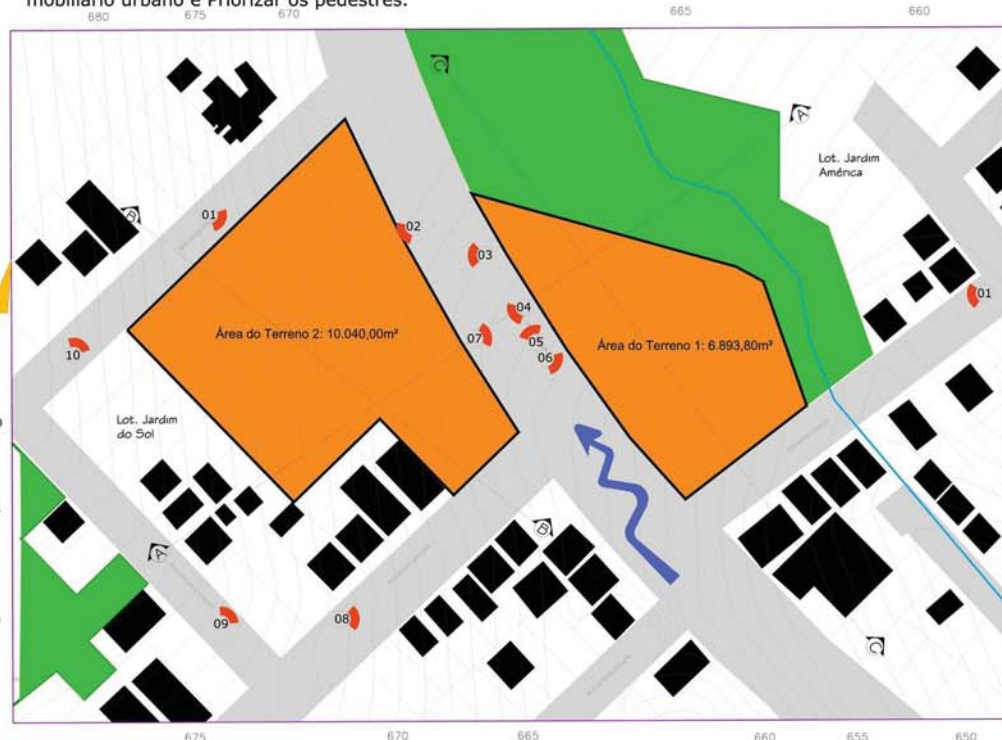 mobiliário urbano e Priorizar os pedestres.
680
675
670
665
660
C
A
Lot. Jardim
América
B
01
02
03
01
04
05
06
07
Área do Terreno 2: 10.040,00m²
Área do Terreno 1: 6.893,80m²
10
Lot. Jardim
do Sol
B
A
09
08
C
675
670
665
660
655
650